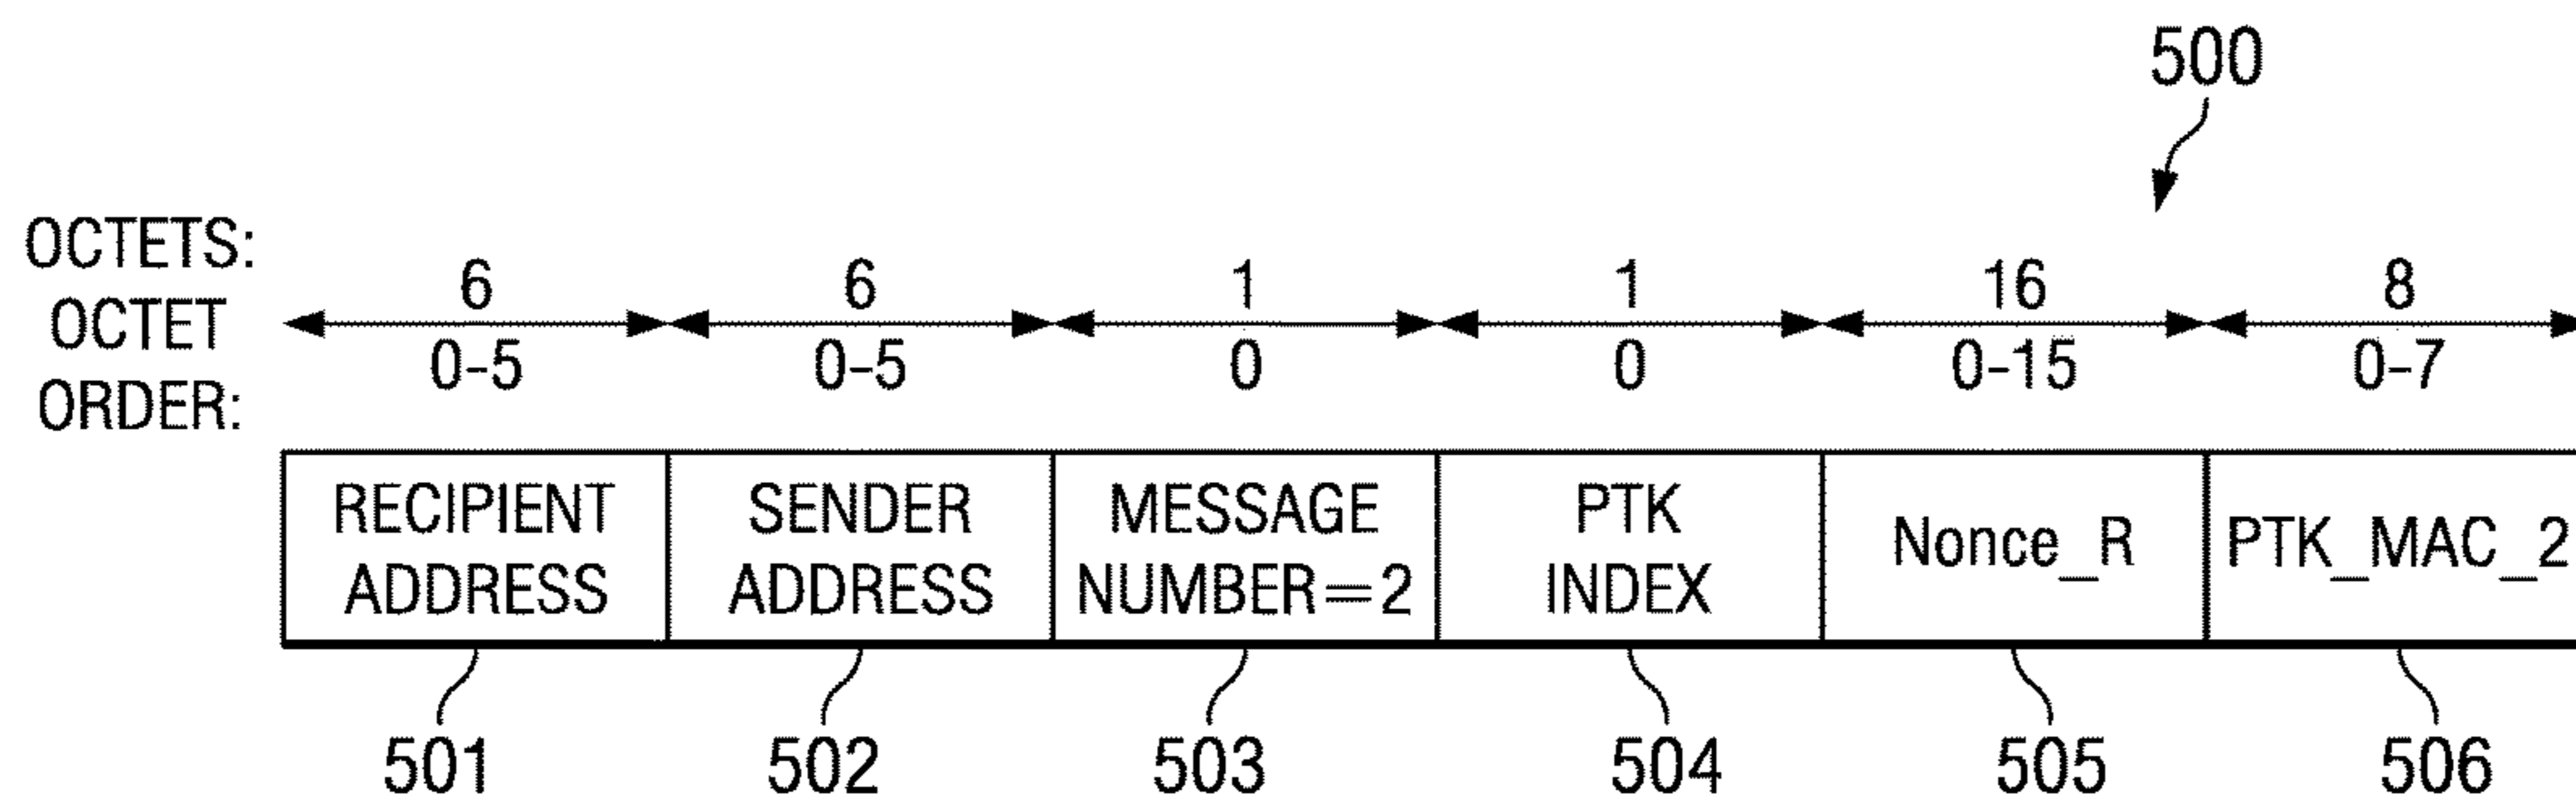 500
OCTETS:
6 6 1 1 16 8
OCTET
0-5 0-5 0 0 0-15 0-7
ORDER:
RECIPIENT SENDER MESSAGE PTK Nonce_R PTK_MAC_2
ADDRESS ADDRESS NUMBER=2 INDEX
501 502 503 504 505 506